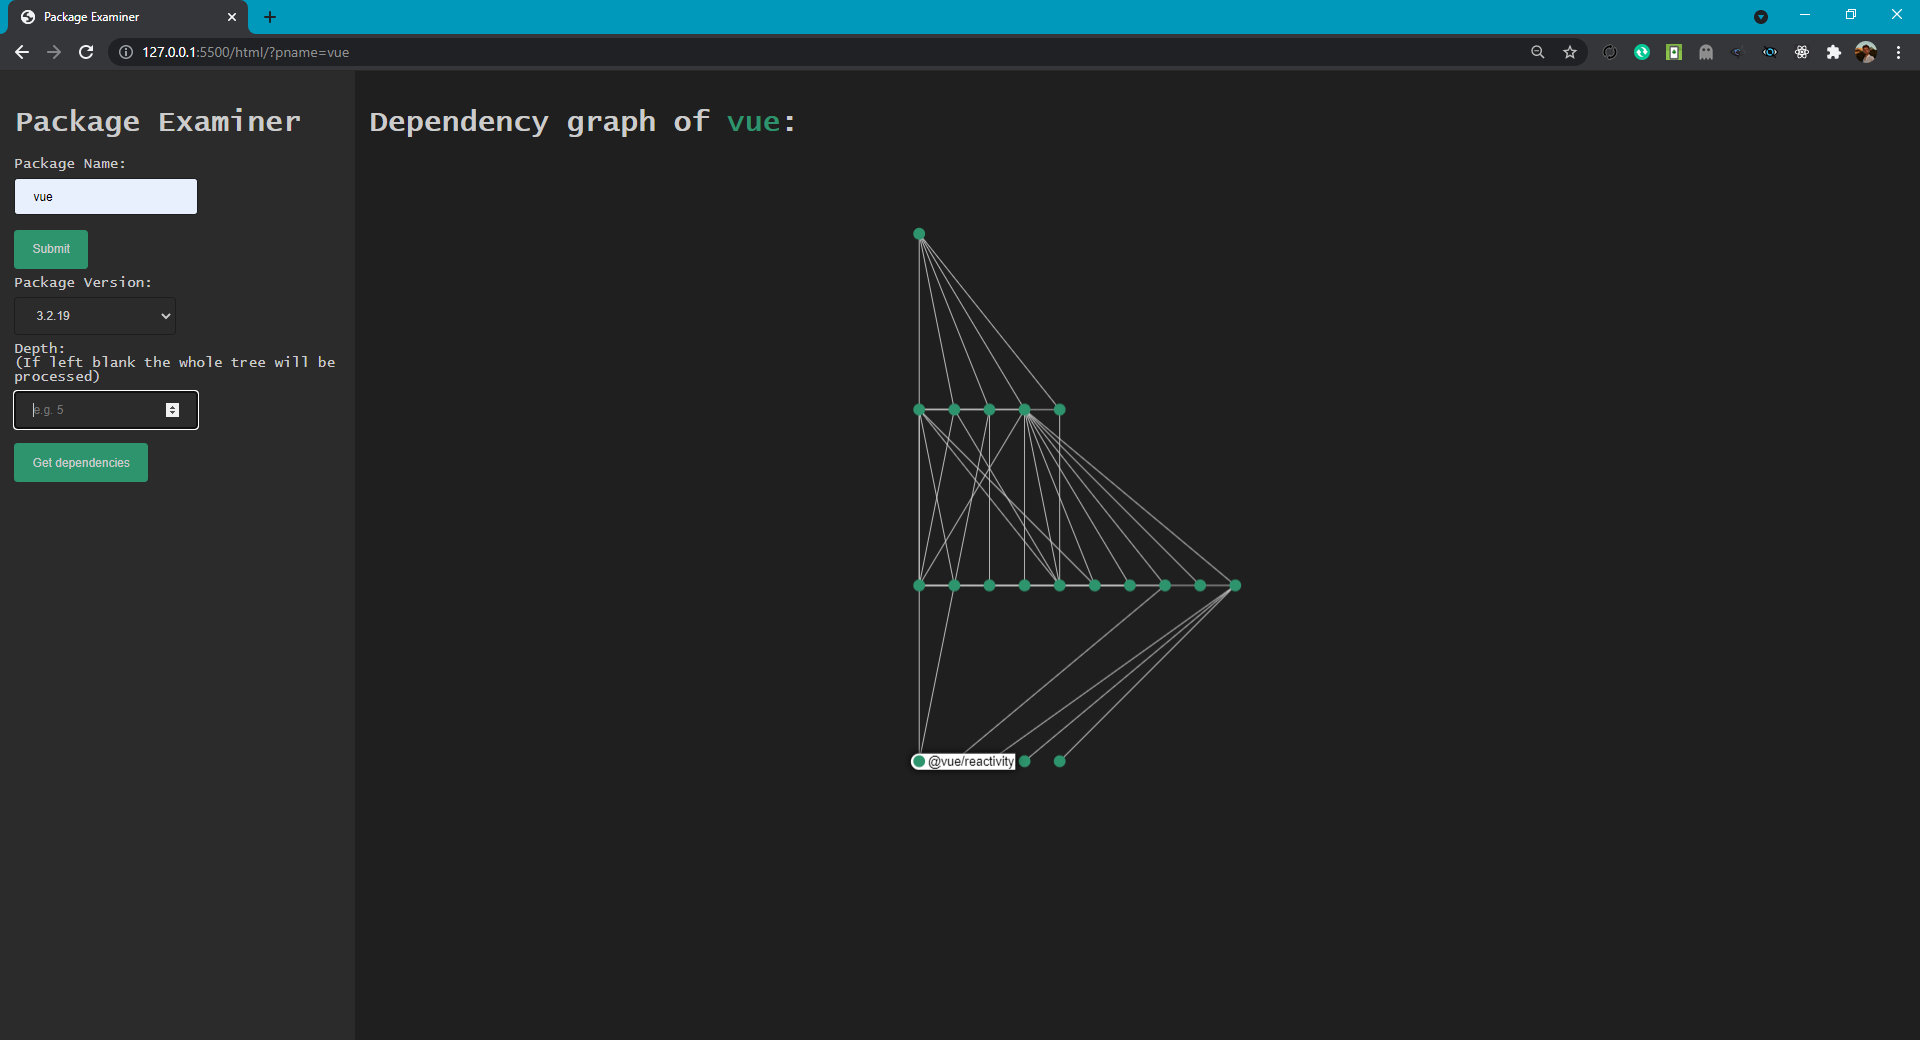 Package Examiner
127.0.0.1:5500/html/?pname=vue
Package Examiner
Package Name:
vue
Submit
Package Version:
3.2.19
Depth:
(If left blank the whole tree will be
processed)
e.g. 5
Get dependencies
Dependency graph of vue:
@vue/reactivity